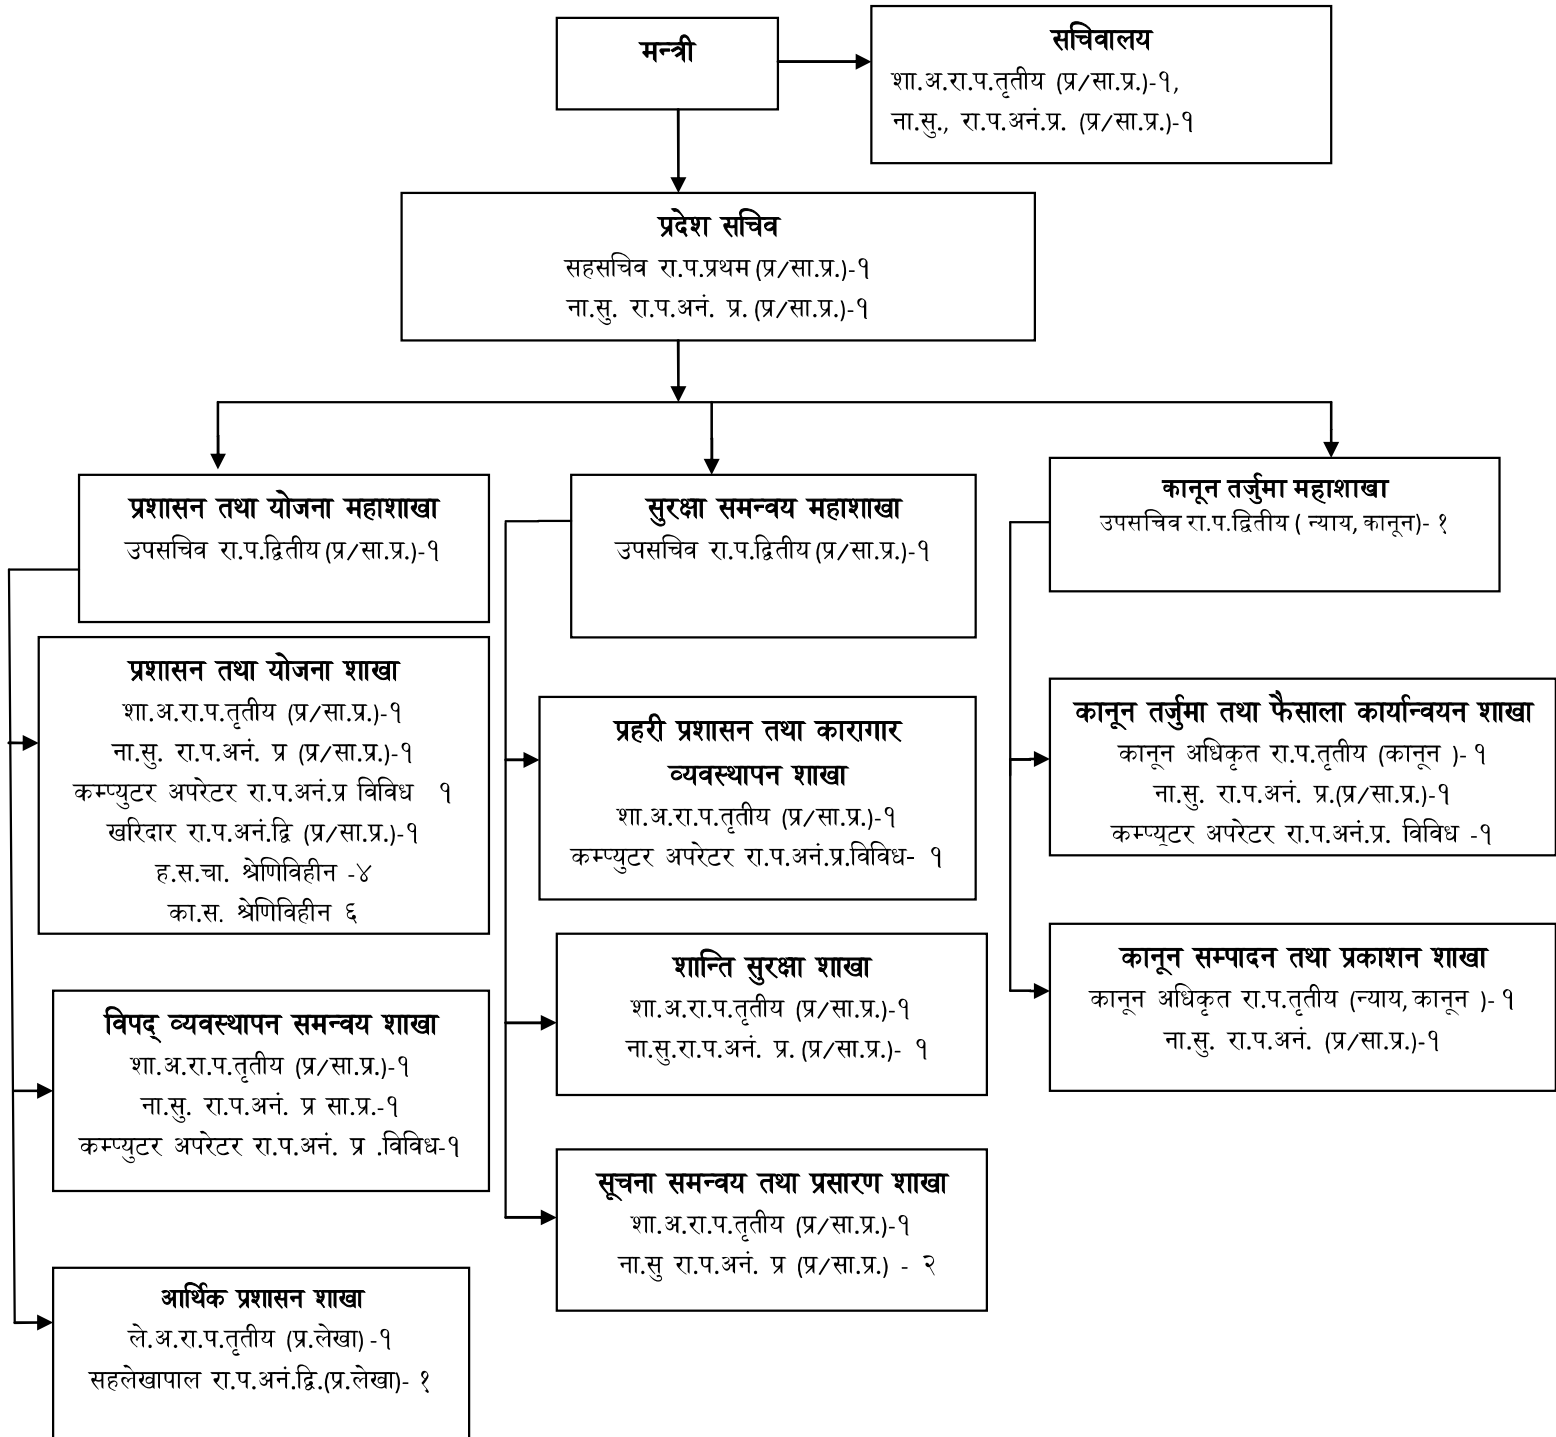 मन्त्री
सचिवालय
शा.अ.रा.प.तृतीय (प्र/सा.प्र.)-१,
ना.सु., रा.प.अनं.प्र. (प्र/सा.प्र.)-१
प्रदेश सचिव
सहसचिव रा.प.प्रथम (प्र/सा.प्र.)-१
ना.सु. रा.प.अनं. प्र. (प्र/सा.प्र.)-१
प्रशासन तथा योजना महाशाखा
उपसचिव रा.प.द्वितीय (प्र/सा.प्र.)-१
प्रशासन तथा योजना शाखा
शा.अ.रा.प.तृतीय (प्र/सा.प्र.)-१
ना.सु. रा.प.अनं. प्र (प्र/सा.प्र.)-१
कम्प्युटर अपरेटर रा.प.अनं.प्र विविध १
खरिदार रा.प.अनं.द्वि (प्र/सा.प्र.)-१
ह.स.चा. श्रेणिविहीन -४
का.स. श्रेणिविहीन ६
विपद् व्यवस्थापन समन्वय शाखा
शा.अ.रा.प.तृतीय (प्र/सा.प्र.)-१
ना.सु. रा.प.अनं. प्र सा.प्र.-१
कम्प्युटर अपरेटर रा.प.अनं. प्र .विविध-१
आर्थिक प्रशासन शाखा
ले.अ.रा.प.तृतीय (प्र.लेखा) -१
सहलेखापाल रा.प.अनं.द्वि.(प्र.लेखा)- १
सुरक्षा समन्वय महाशाखा
उपसचिव रा.प.द्वितीय (प्र/सा.प्र.)-१
प्रहरी प्रशासन तथा कारागार
व्यवस्थापन शाखा
शा.अ.रा.प.तृतीय (प्र/सा.प्र.)-१
कम्प्युटर अपरेटर रा.प.अनं.प्र.विविध- १
शान्ति सुरक्षा शाखा
शा.अ.रा.प.तृतीय (प्र/सा.प्र.)-१
ना.सु.रा.प.अनं. प्र. (प्र/सा.प्र.)- १
सूचना समन्वय तथा प्रसारण शाखा
शा.अ.रा.प.तृतीय (प्र/सा.प्र.)-१
ना.सु रा.प.अनं. प्र (प्र/सा.प्र.) - २
कानून तर्जुमा महाशाखा
उपसचिव रा.प.द्वितीय ( न्याय, कानून)- १
कानून तर्जुमा तथा फैसाला कार्यान्वयन शाखा
कानून अधिकृत रा.प.तृतीय (कानून )- १
ना.सु. रा.प.अनं. प्र.(प्र/सा.प्र.)-१
कम्प्युटर अपरेटर रा.प.अनं.प्र. विविध -१
कानून सम्पादन तथा प्रकाशन शाखा
कानून अधिकृत रा.प.तृतीय (न्याय, कानून )- १
ना.सु. रा.प.अनं. (प्र/सा.प्र.)-१